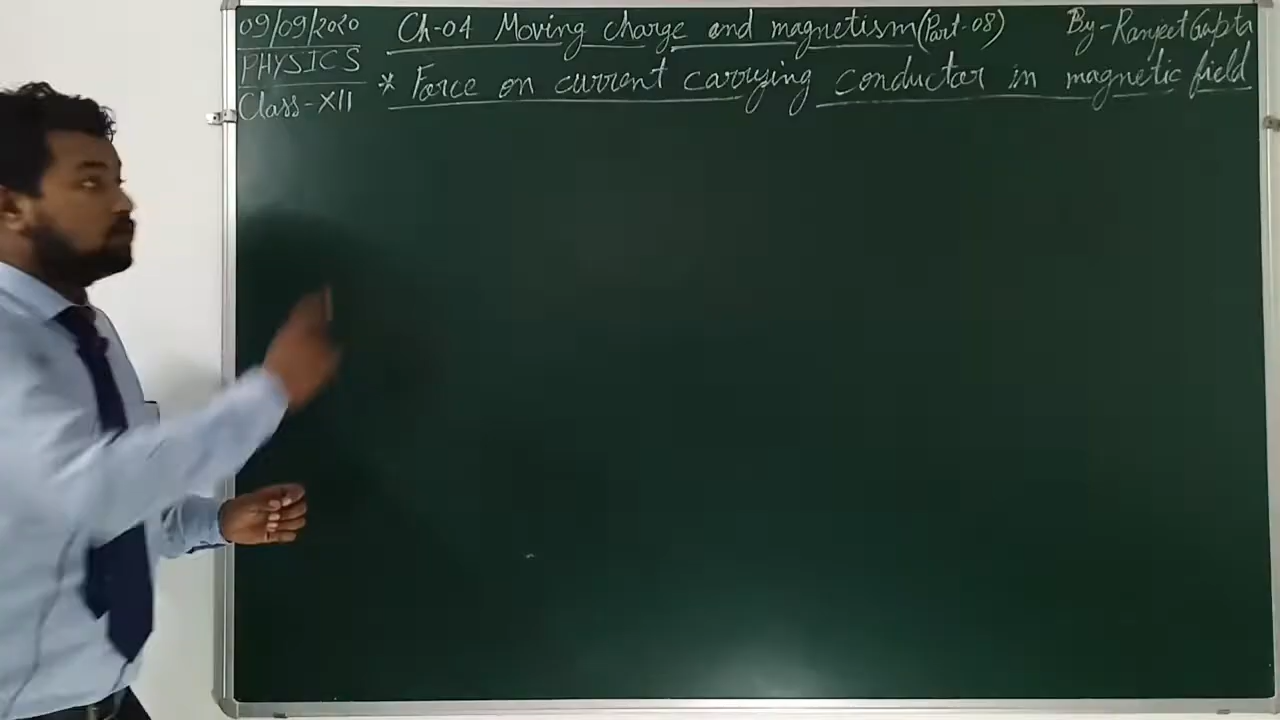 09/09/2020
PHYSICS
Class-XII
Ch-04 Moving charge and magnetism (Part-08)
* Force on current carrying conductor in magnetic field
By-Ranjeet Gupta